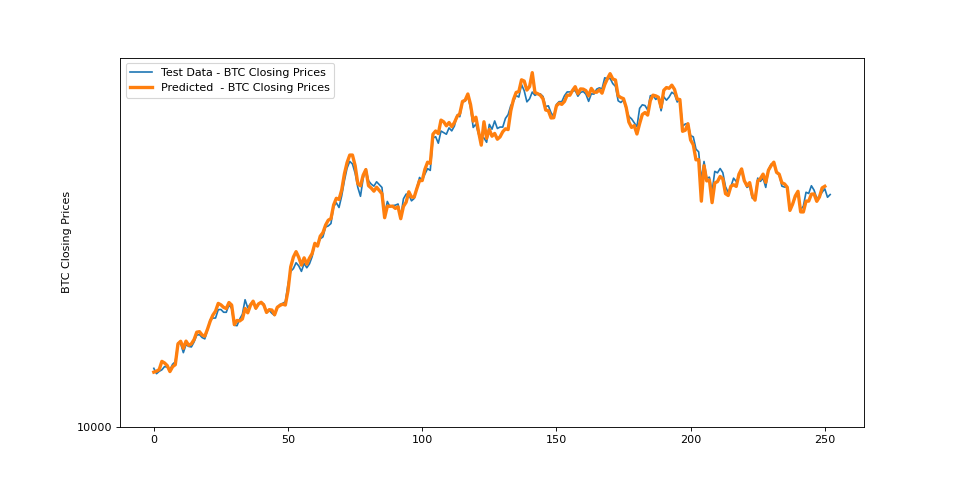 Test Data - BTC Closing Prices
Predicted  - BTC Closing Prices
BTC Closing Prices
10000
0
50
100
150
200
250